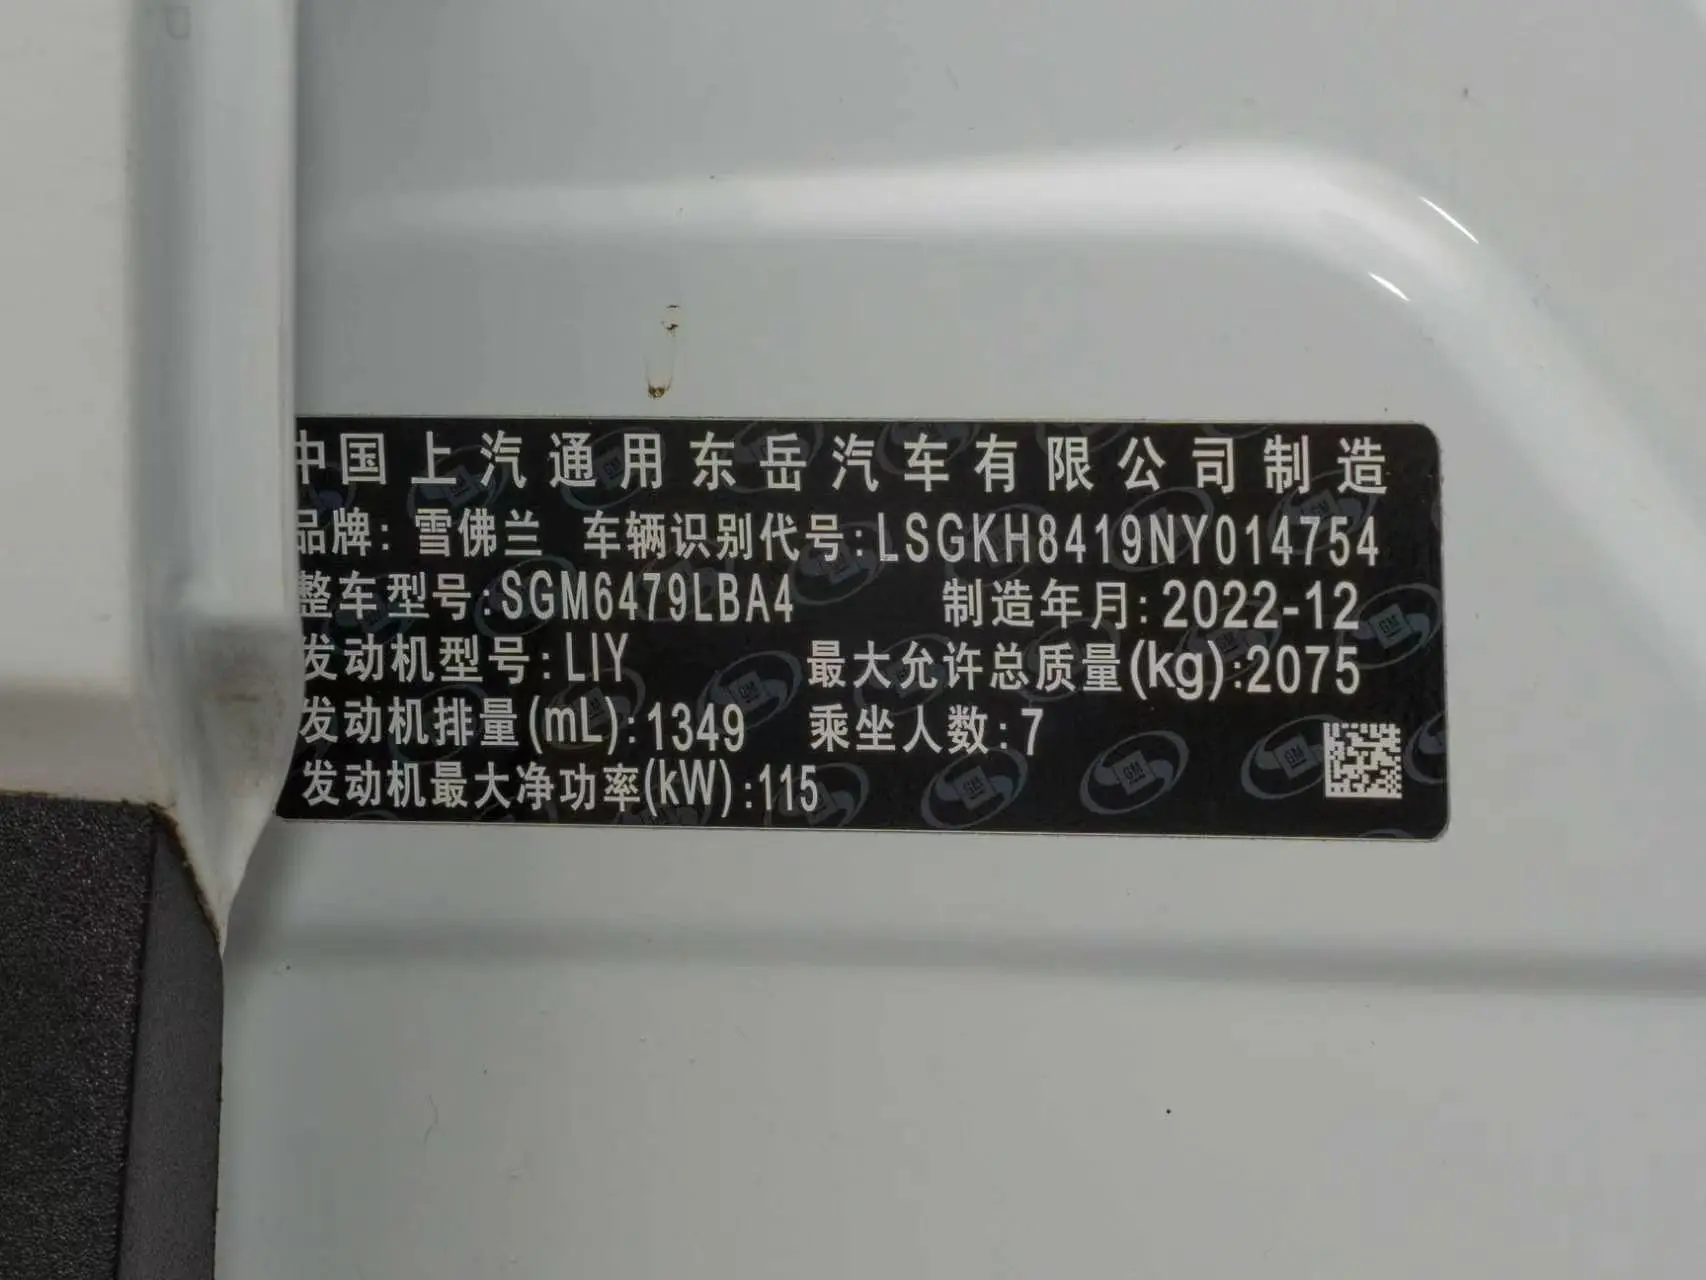 中国上汽通用东岳汽车有限公司制造
品牌: 雪佛兰 车辆识别代号:LSGKH8419NY014754
整车型号:SGM6479LBA4 制造年月:2022-12
发动机型号:LIY 最大允许总质量(kg):2075
发动机排量(mL):1349 乘坐人数:7
发动机最大净功率(kW):115